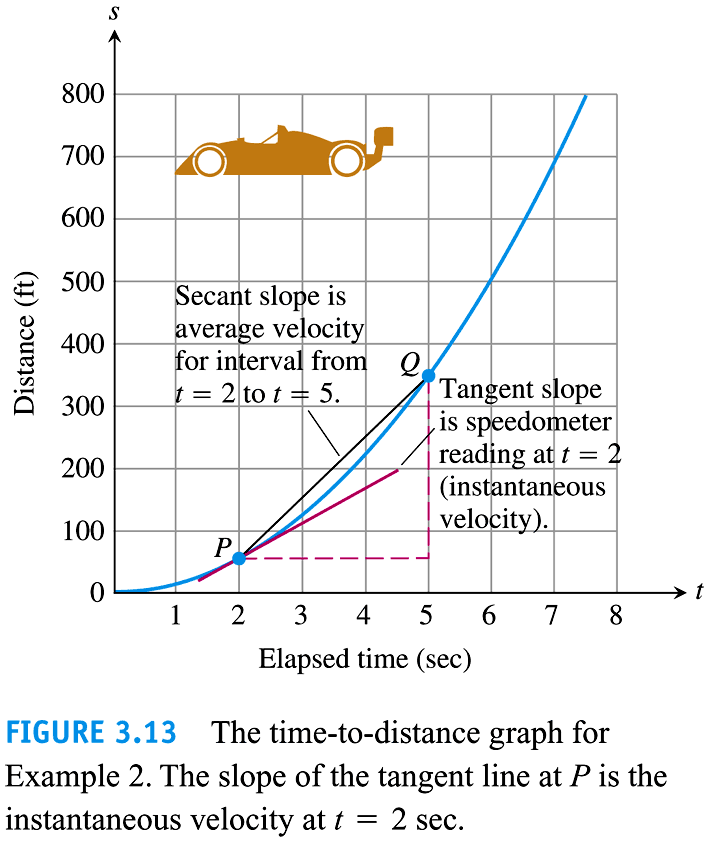 s
800
700
600
500
400
300
200
100
0
Distance (ft)
Secant slope is
average velocity
for interval from
t = 2 to t = 5.
Q
Tangent slope
is speedometer
reading at t = 2
(instantaneous
velocity).
P
1 2 3 4 5 6 7 8
t
Elapsed time (sec)
FIGURE 3.13 The time-to-distance graph for
Example 2. The slope of the tangent line at P is the
instantaneous velocity at t = 2 sec.